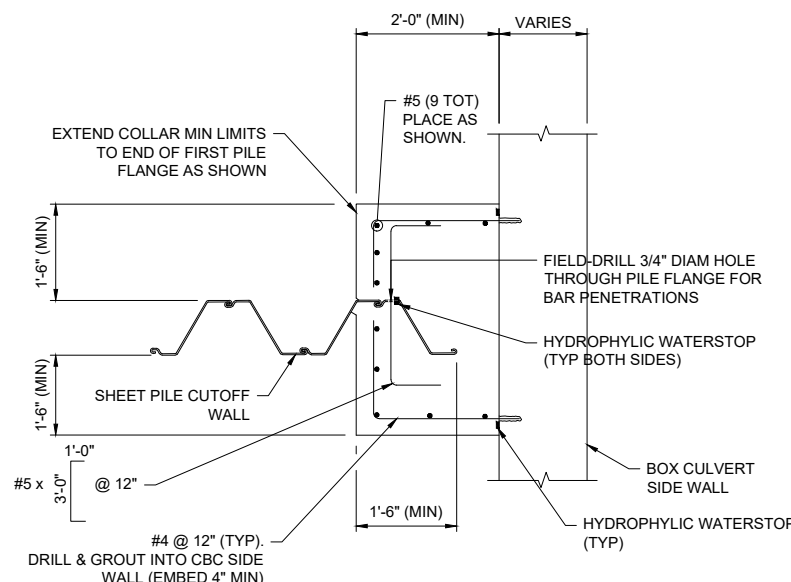 2'-0" (MIN)
VARIES
#5 (9 TOT)
PLACE AS
SHOWN.
EXTEND COLLAR MIN LIMITS
TO END OF FIRST PILE
FLANGE AS SHOWN
1'-6" (MIN)
FIELD-DRILL 3/4" DIAM HOLE
THROUGH PILE FLANGE FOR
BAR PENETRATIONS
HYDROPHYLIC WATERSTOP
(TYP BOTH SIDES)
SHEET PILE CUTOFF
WALL
1'-6" (MIN)
1'-0"
#5 x
3'-0"
@ 12"
1'-6" (MIN)
BOX CULVERT
SIDE WALL
HYDROPHYLIC WATERSTOP
(TYP)
#4 @ 12" (TYP).
DRILL & GROUT INTO CBC SIDE
WALL (EMBED 4" MIN)